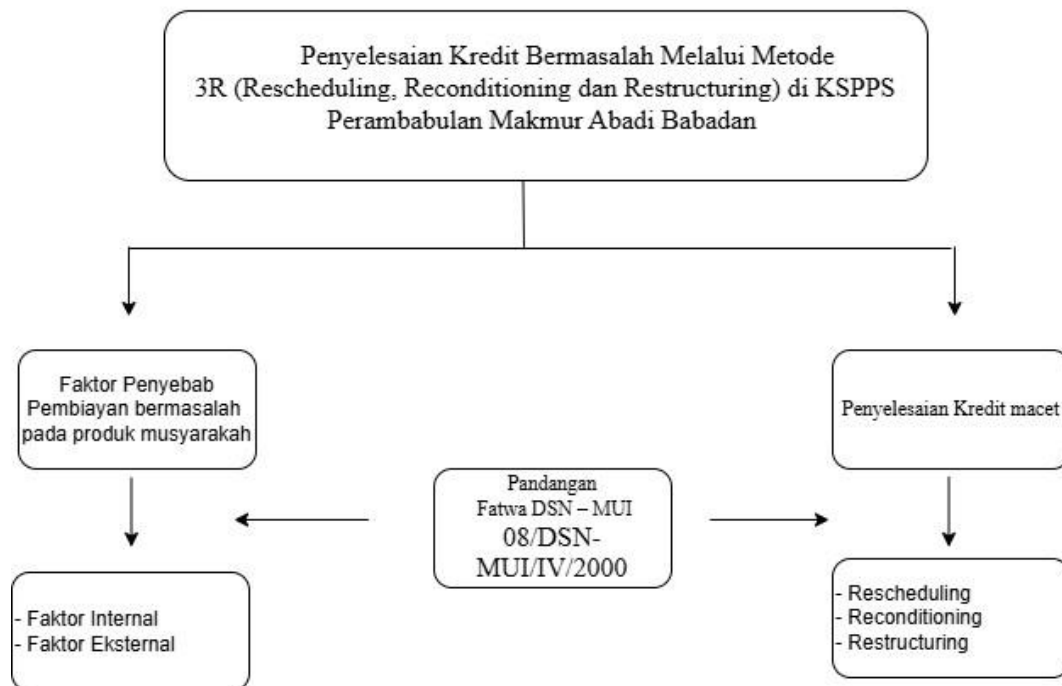 Penyelesaian Kredit Bermasalah Melalui Metode
3R (Rescheduling, Reconditioning dan Restructuring) di KSPPS
Perambabulan Makmur Abadi Babadan
Faktor Penyebab
Pembiayan bermasalah
pada produk musyarakah
Penyelesaian Kredit macet
Pandangan
Fatwa DSN – MUI
08/DSN-
MUI/IV/2000
- Faktor Internal
- Faktor Eksternal
- Rescheduling
- Reconditioning
- Restructuring